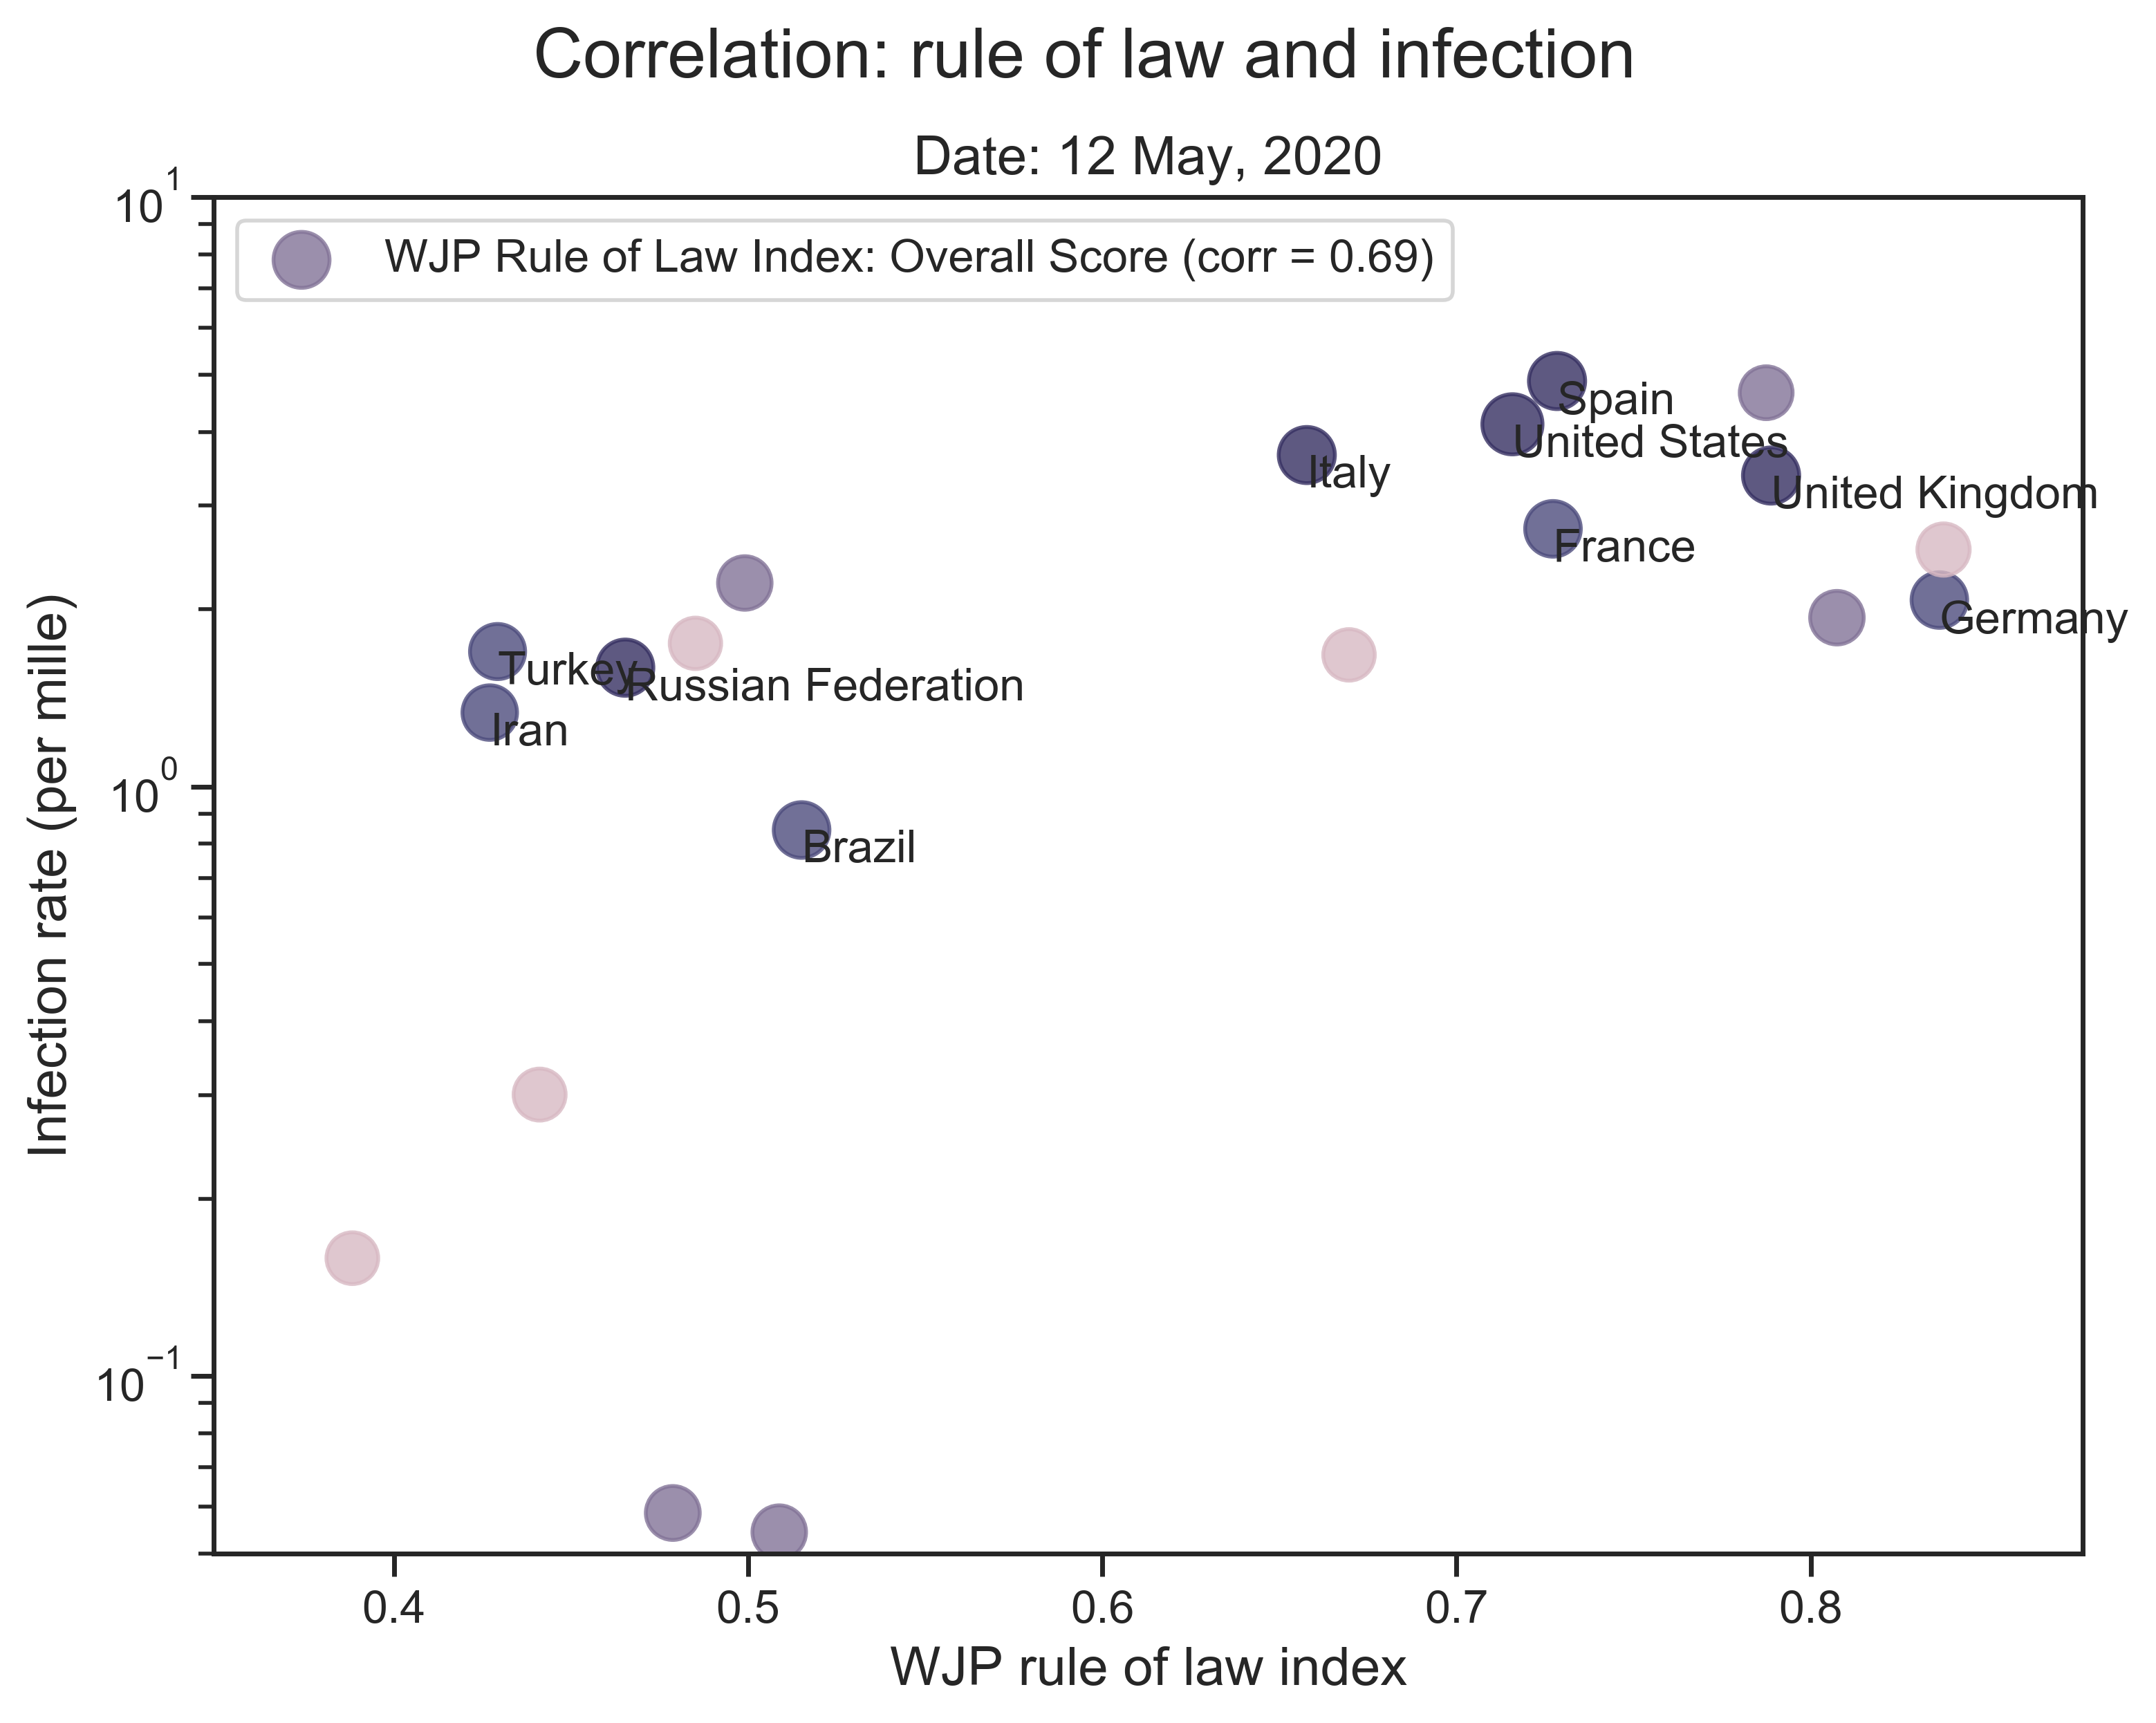 Correlation: rule of law and infection
Date: 12 May, 2020
10^1
WJP Rule of Law Index: Overall Score (corr = 0.69)
Spain
United States
Italy
United Kingdom
France
Germany
Turkey
Russian Federation
Iran
10^0
Brazil
Infection rate (per mille)
10^−1
0.4 0.5 0.6 0.7 0.8
WJP rule of law index